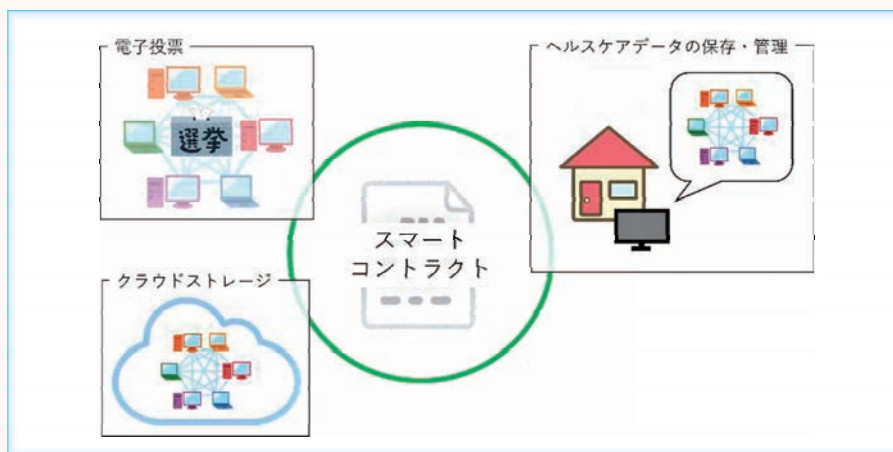 電子投票
選挙
ヘルスケアデータの保存・管理
スマート
コントラクト
クラウドストレージ